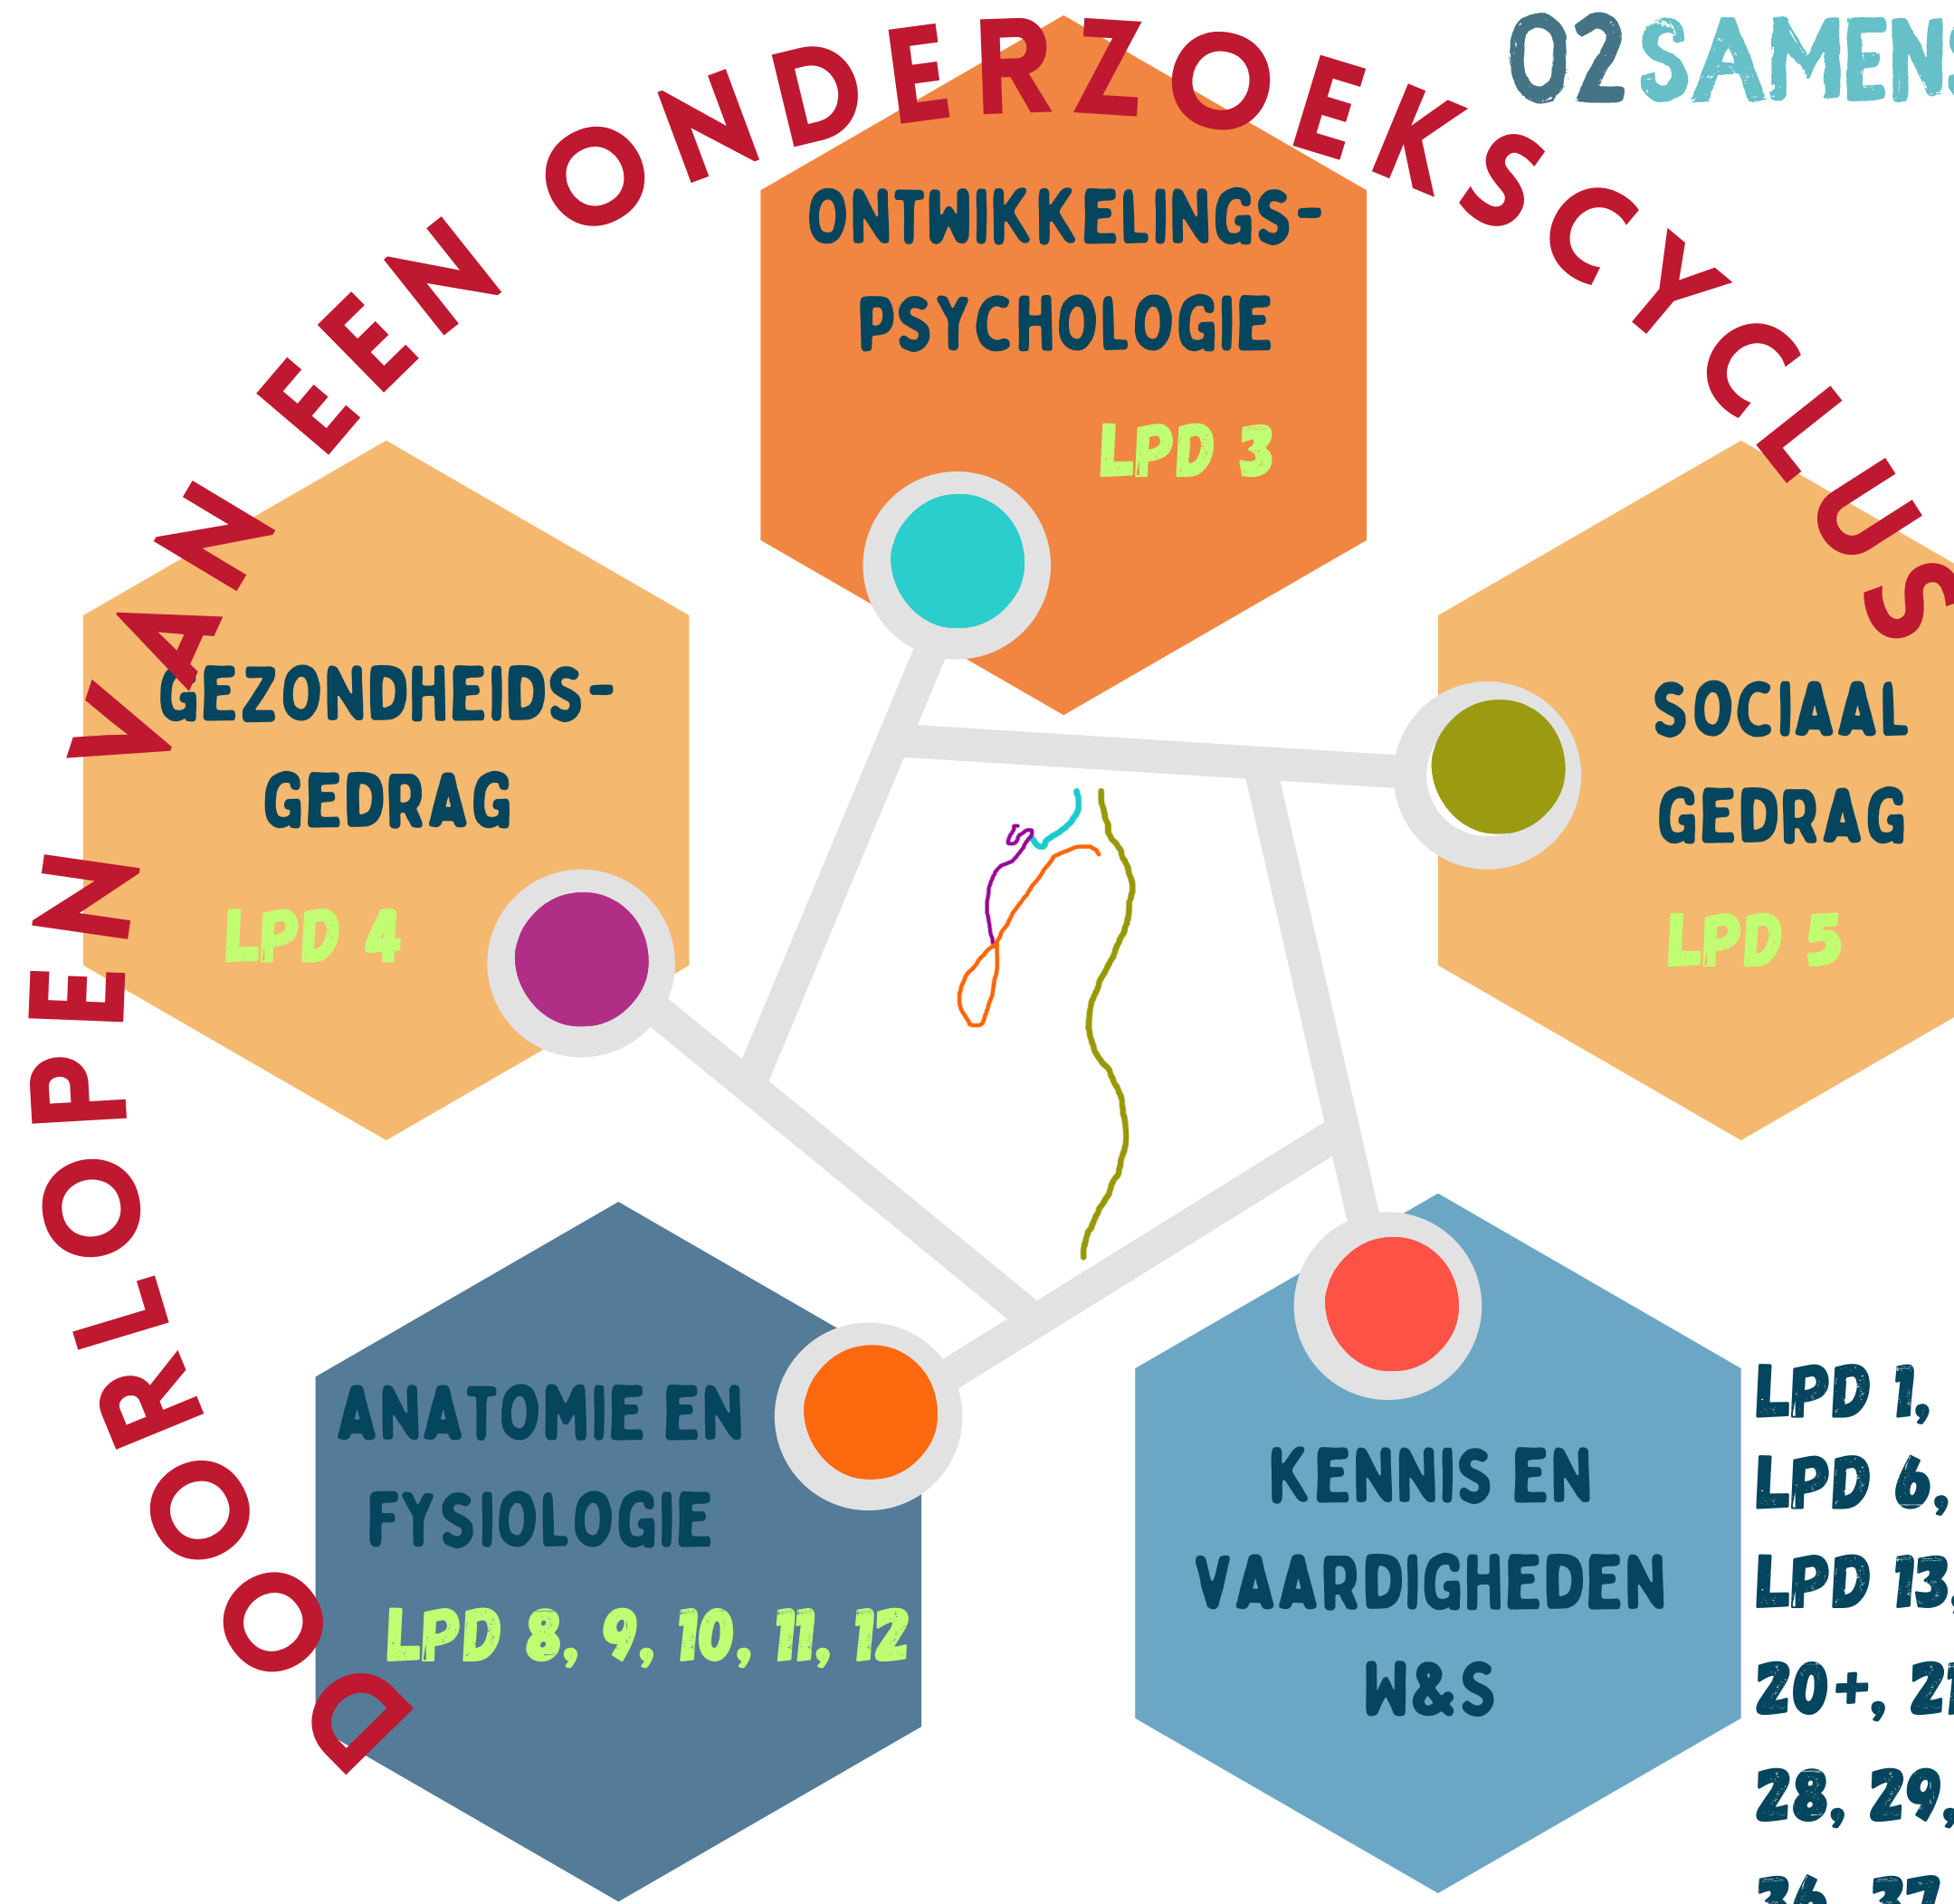 DOORLOPEN VAN EEN ONDERZOEKSCYCLUS
02 
ONTWIKKELINGS-
PSYCHOLOGIE
LPD 3
GEZONDHEIDS-
GEDRAG
LPD 4
SOCIAAL
GEDRAG
LPD 5
ANATOMIE EN
FYSIOLOGIE
LPD 8, 9, 10, 11, 12
KENNIS EN
VAARDIGHEDEN
W&S
LPD 1,
LPD 6,
LPD 13,
20+, 21
28, 29,